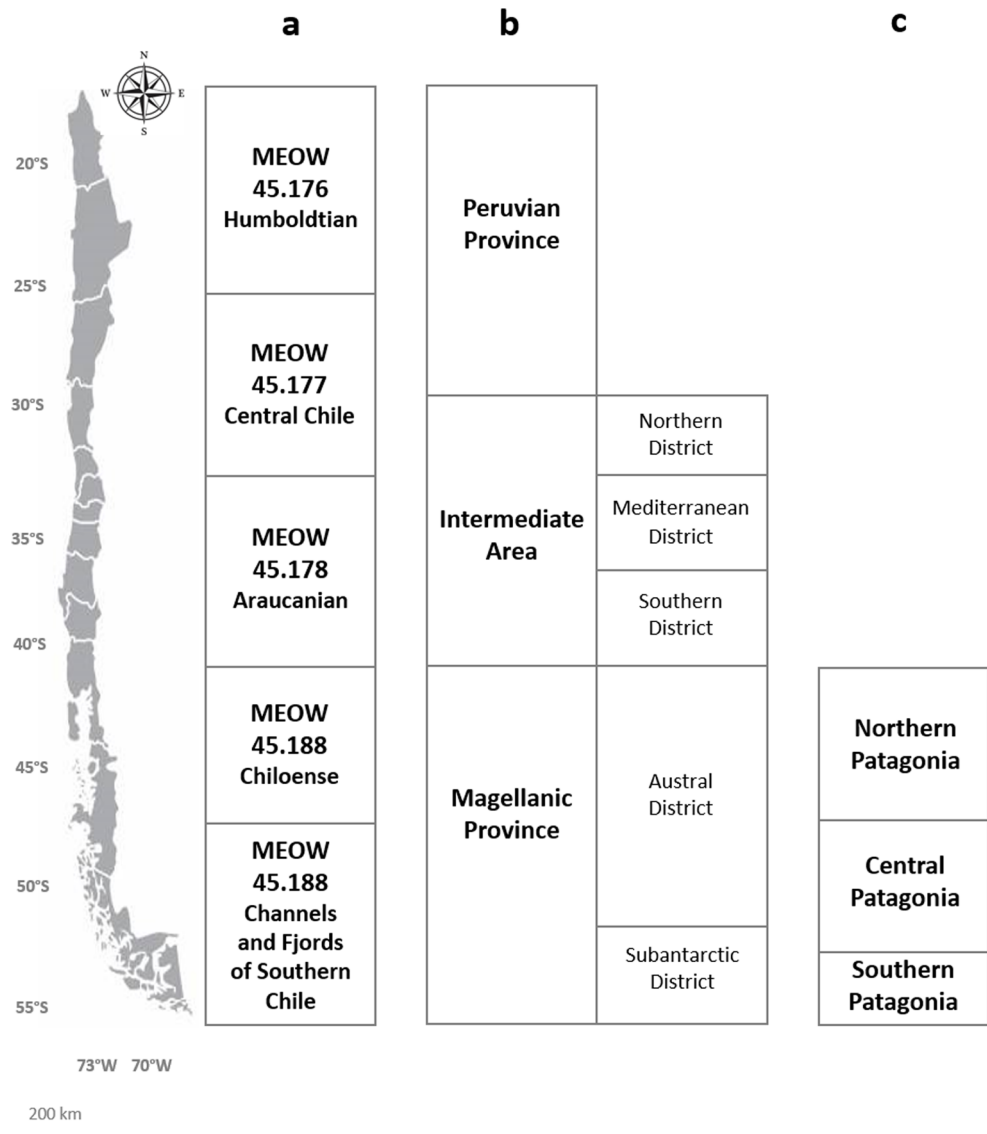 a
b
c
N
W
E
S
20°S
25°S
30°S
35°S
40°S
45°S
50°S
55°S
73°W 70°W
200 km
MEOW
45.176
Humboldtian
MEOW
45.177
Central Chile
MEOW
45.178
Araucanian
MEOW
45.188
Chiloense
MEOW
45.188
Channels
and Fjords
of Southern
Chile
Peruvian
Province
Intermediate
Area
Magellanic
Province
Northern
District
Mediterranean
District
Southern
District
Austral
District
Subantarctic
District
Northern
Patagonia
Central
Patagonia
Southern
Patagonia